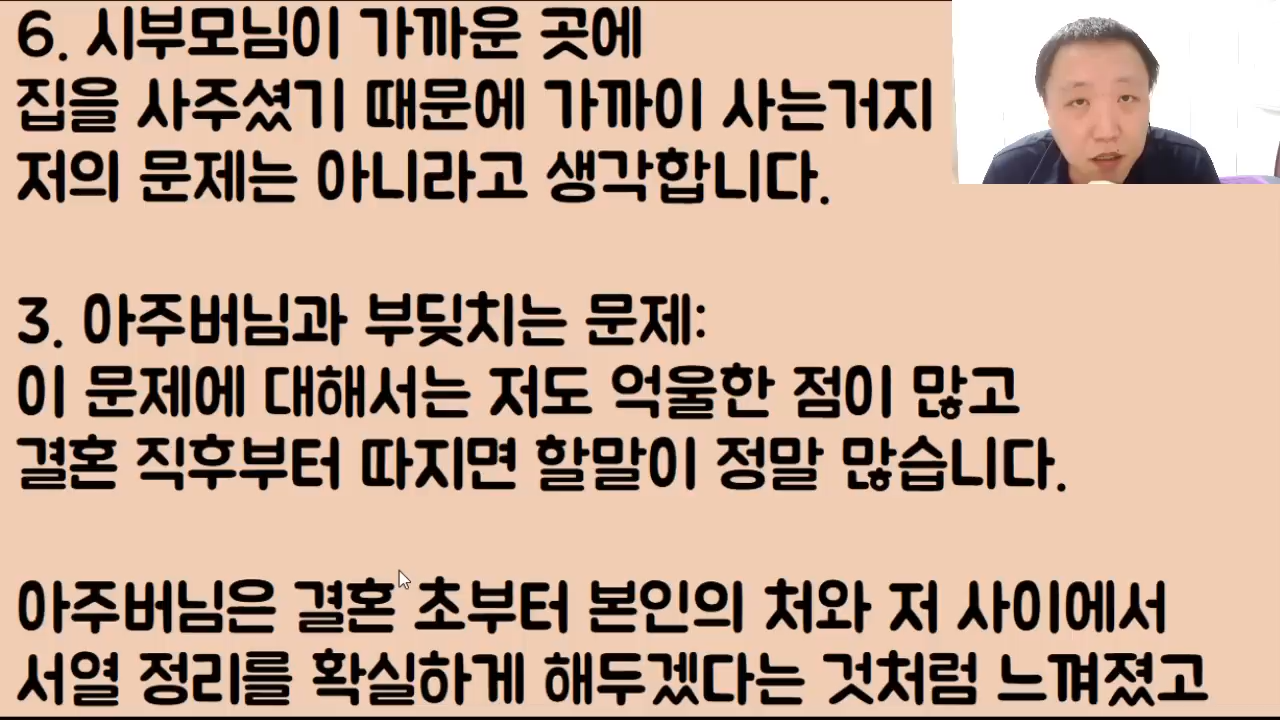 6. 시부모님이 가까운 곳에
집을 사주셨기 때문에 가까이 사는거지
저의 문제는 아니라고 생각합니다.
3. 아주버님과 부딪치는 문제:
이 문제에 대해서는 저도 억울한 점이 많고
결혼 직후부터 따지면 할말이 정말 많습니다.
아주버님은 결혼 초부터 본인의 처와 저 사이에서
서열 정리를 확실하게 해두겠다는 것처럼 느껴졌고